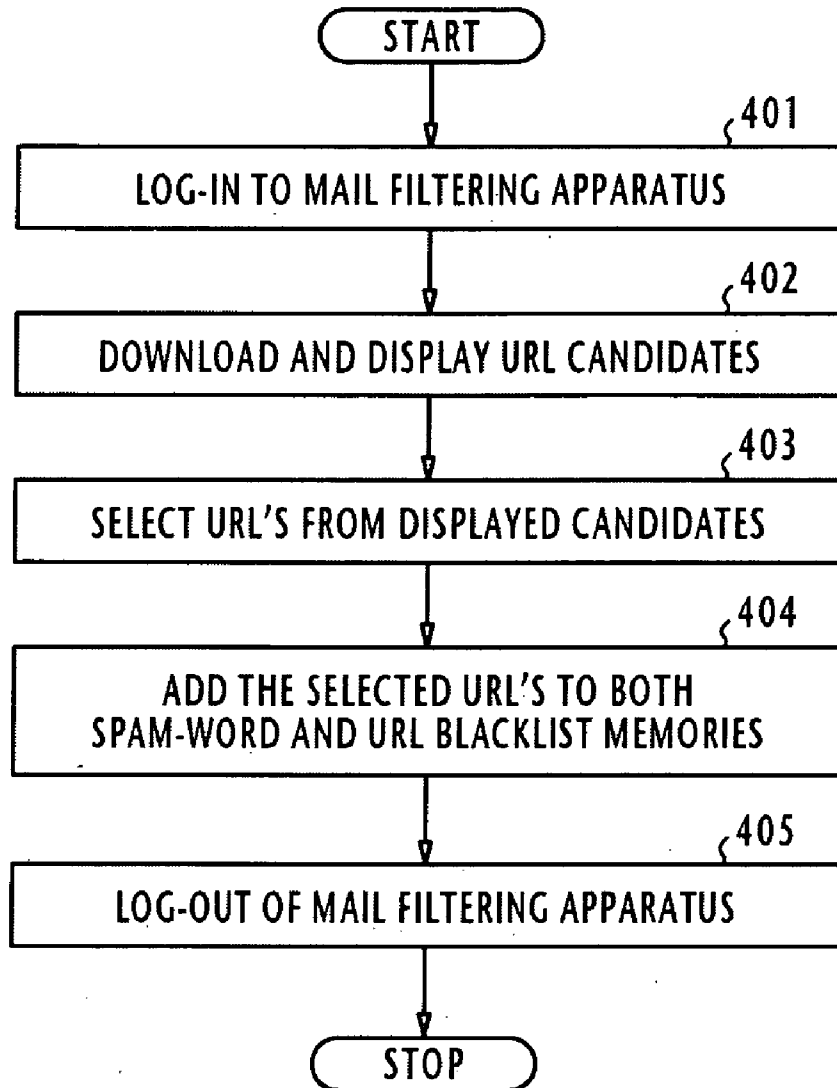 START
401
LOG-IN TO MAIL FILTERING APPARATUS
402
DOWNLOAD AND DISPLAY URL CANDIDATES
403
SELECT URL'S FROM DISPLAYED CANDIDATES
404
ADD THE SELECTED URL'S TO BOTH
SPAM-WORD AND URL BLACKLIST MEMORIES
405
LOG-OUT OF MAIL FILTERING APPARATUS
STOP